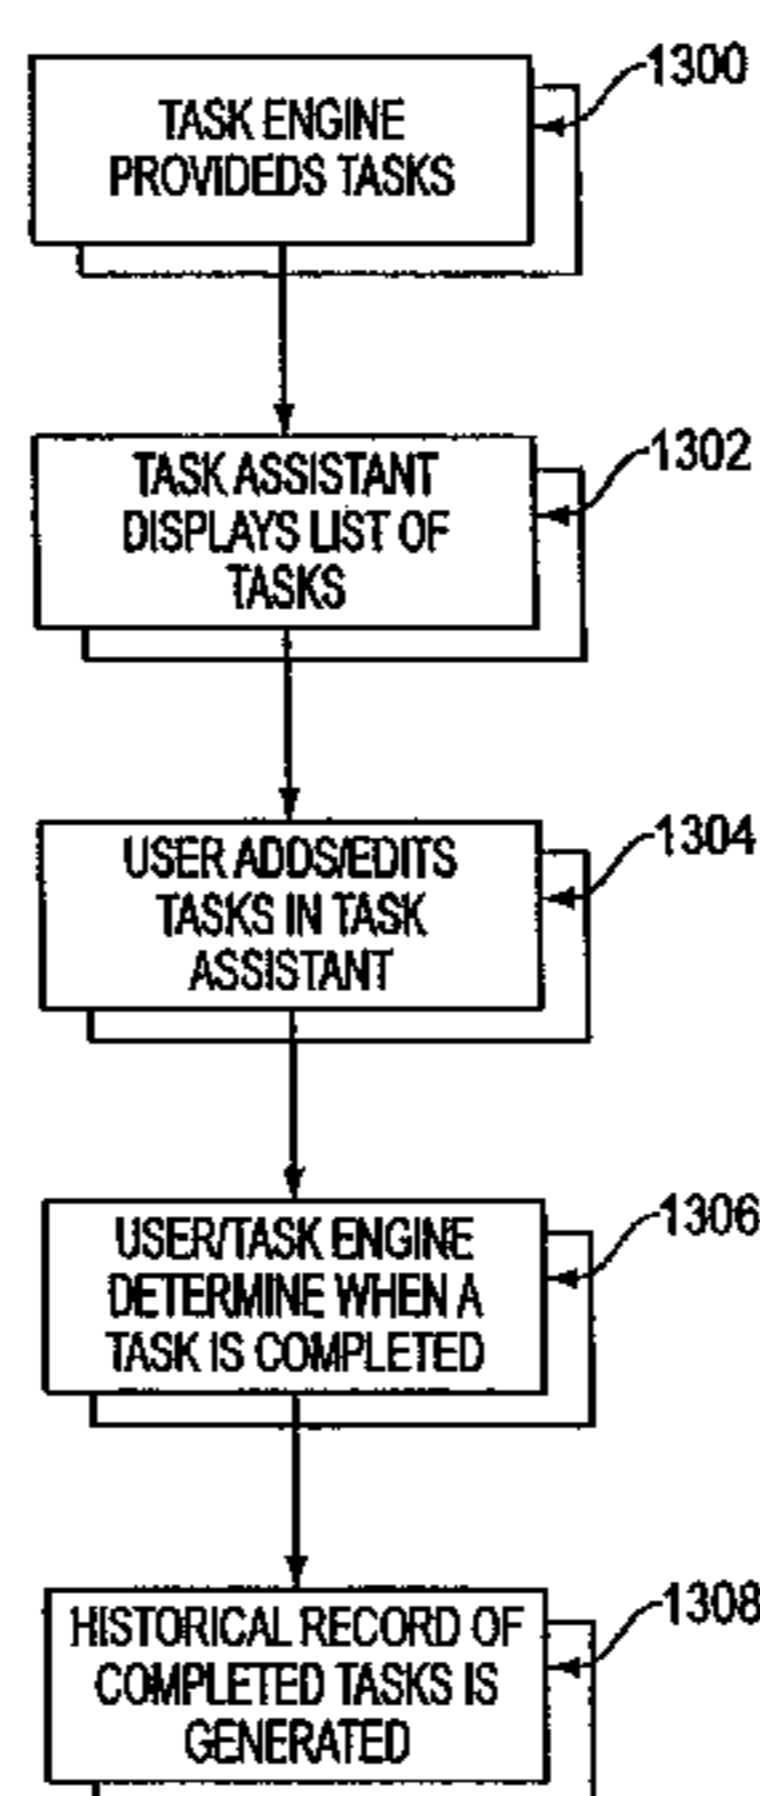 1300
TASK ENGINE
PROVIDEDS TASKS
1302
TASK ASSISTANT
DISPLAYS LIST OF
TASKS
1304
USER ADDS/EDITS
TASKS IN TASK
ASSISTANT
1306
USER/TASK ENGINE
DETERMINE WHEN A
TASK IS COMPLETED
1308
HISTORICAL RECORD OF
COMPLETED TASKS IS
GENERATED